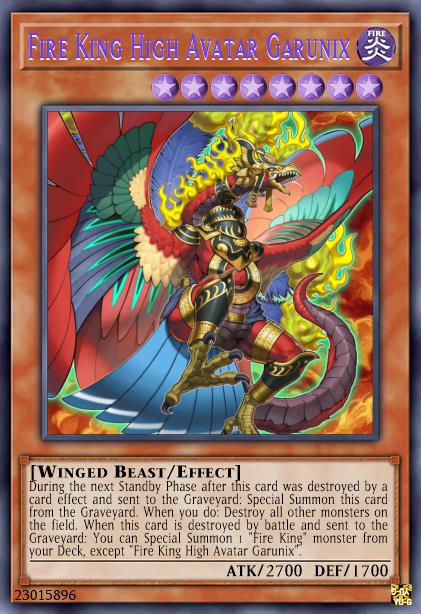 Fire King High Avatar Garunix
FIRE
炎
[Winged Beast/Effect]
During the next Standby Phase after this card was destroyed by a
card effect and sent to the Graveyard: Special Summon this card
from the Graveyard. When you do: Destroy all other monsters on
the field. When this card is destroyed by battle and sent to the
Graveyard: You can Special Summon 1 "Fire King" monster from
your Deck, except "Fire King High Avatar Garunix".
ATK/2700 DEF/1700
23015896